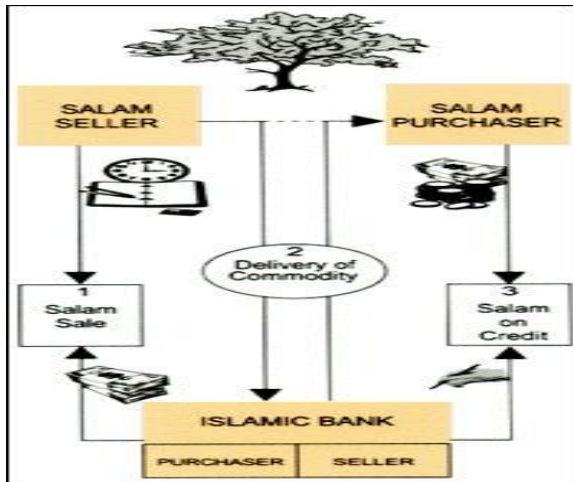 SALAM
SELLER
SALAM
PURCHASER
2
Delivery of
Commodity
1
Salam
Sale
3
Salam
on
Credit
ISLAMIC BANK
PURCHASER
SELLER